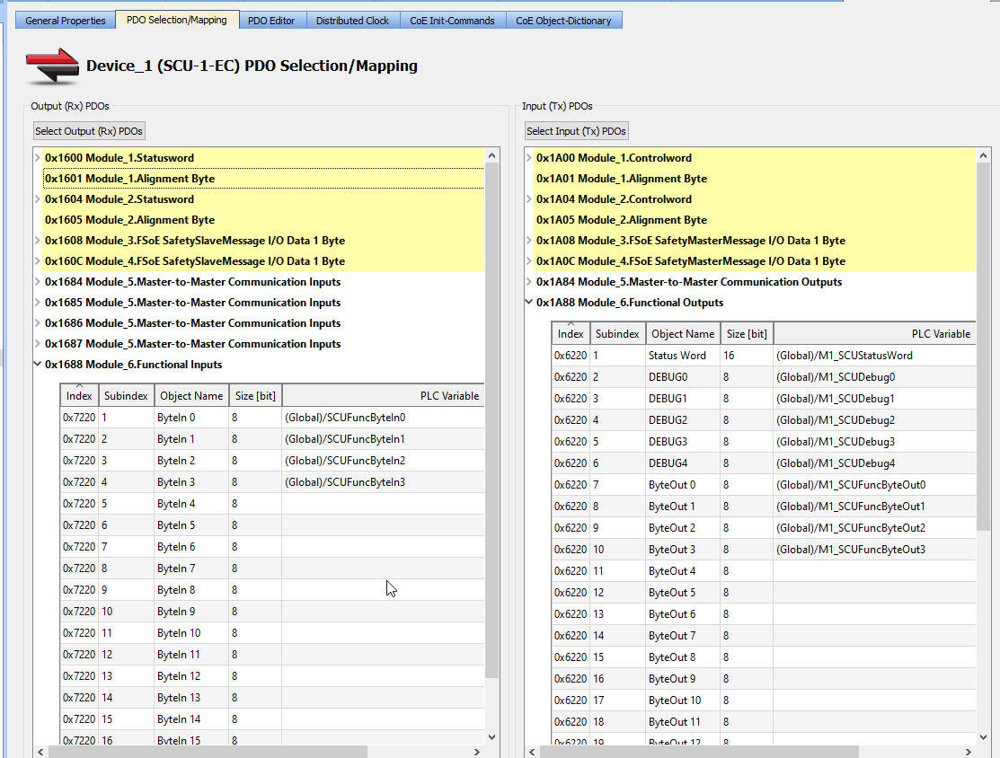 General Properties PDO Selection/Mapping PDO Editor Distributed Clock CoE Init-Commands CoE Object-Dictionary
Device_1 (SCU-1-EC) PDO Selection/Mapping
Output (Rx) PDOs
Select Output (Rx) PDOs
0x1600 Module_1.Statusword
0x1601 Module_1.Alignment Byte
0x1604 Module_2.Statusword
0x1605 Module_2.Alignment Byte
0x1608 Module_3.FSoE SafetySlaveMessage I/O Data 1 Byte
0x160C Module_4.FSoE SafetySlaveMessage I/O Data 1 Byte
0x1684 Module_5.Master-to-Master Communication Inputs
0x1685 Module_5.Master-to-Master Communication Inputs
0x1686 Module_5.Master-to-Master Communication Inputs
0x1687 Module_5.Master-to-Master Communication Inputs
0x1688 Module_6.Functional Inputs
Index Subindex Object Name Size [bit] PLC Variable
0x7220 1 ByteIn 0 8 (Global)/SCUFuncByteIn0
0x7220 2 ByteIn 1 8 (Global)/SCUFuncByteIn1
0x7220 3 ByteIn 2 8 (Global)/SCUFuncByteIn2
0x7220 4 ByteIn 3 8 (Global)/SCUFuncByteIn3
0x7220 5 ByteIn 4 8
0x7220 6 ByteIn 5 8
0x7220 7 ByteIn 6 8
0x7220 8 ByteIn 7 8
0x7220 9 ByteIn 8 8
0x7220 10 ByteIn 9 8
0x7220 11 ByteIn 10 8
0x7220 12 ByteIn 11 8
0x7220 13 ByteIn 12 8
0x7220 14 ByteIn 13 8
0x7220 15 ByteIn 14 8
0x7220 16 ByteIn 15 8
Input (Tx) PDOs
Select Input (Tx) PDOs
0x1A00 Module_1.Controlword
0x1A01 Module_1.Alignment Byte
0x1A04 Module_2.Controlword
0x1A05 Module_2.Alignment Byte
0x1A08 Module_3.FSoE SafetyMasterMessage I/O Data 1 Byte
0x1A0C Module_4.FSoE SafetyMasterMessage I/O Data 1 Byte
0x1A84 Module_5.Master-to-Master Communication Outputs
0x1A88 Module_6.Functional Outputs
Index Subindex Object Name Size [bit] PLC Variable
0x6220 1 Status Word 16 (Global)/M1_SCUStatusWord
0x6220 2 DEBUG0 8 (Global)/M1_SCUDebug0
0x6220 3 DEBUG1 8 (Global)/M1_SCUDebug1
0x6220 4 DEBUG2 8 (Global)/M1_SCUDebug2
0x6220 5 DEBUG3 8 (Global)/M1_SCUDebug3
0x6220 6 DEBUG4 8 (Global)/M1_SCUDebug4
0x6220 7 ByteOut 0 8 (Global)/M1_SCUFuncByteOut0
0x6220 8 ByteOut 1 8 (Global)/M1_SCUFuncByteOut1
0x6220 9 ByteOut 2 8 (Global)/M1_SCUFuncByteOut2
0x6220 10 ByteOut 3 8 (Global)/M1_SCUFuncByteOut3
0x6220 11 ByteOut 4 8
0x6220 12 ByteOut 5 8
0x6220 13 ByteOut 6 8
0x6220 14 ByteOut 7 8
0x6220 15 ByteOut 8 8
0x6220 16 ByteOut 9 8
0x6220 17 ByteOut 10 8
0x6220 18 ByteOut 11 8
0x6220 19 ByteOut 12 8